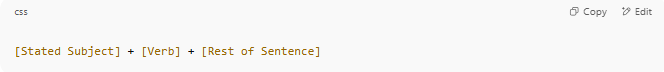 css
Copy
Edit
[Stated Subject] + [Verb] + [Rest of Sentence]